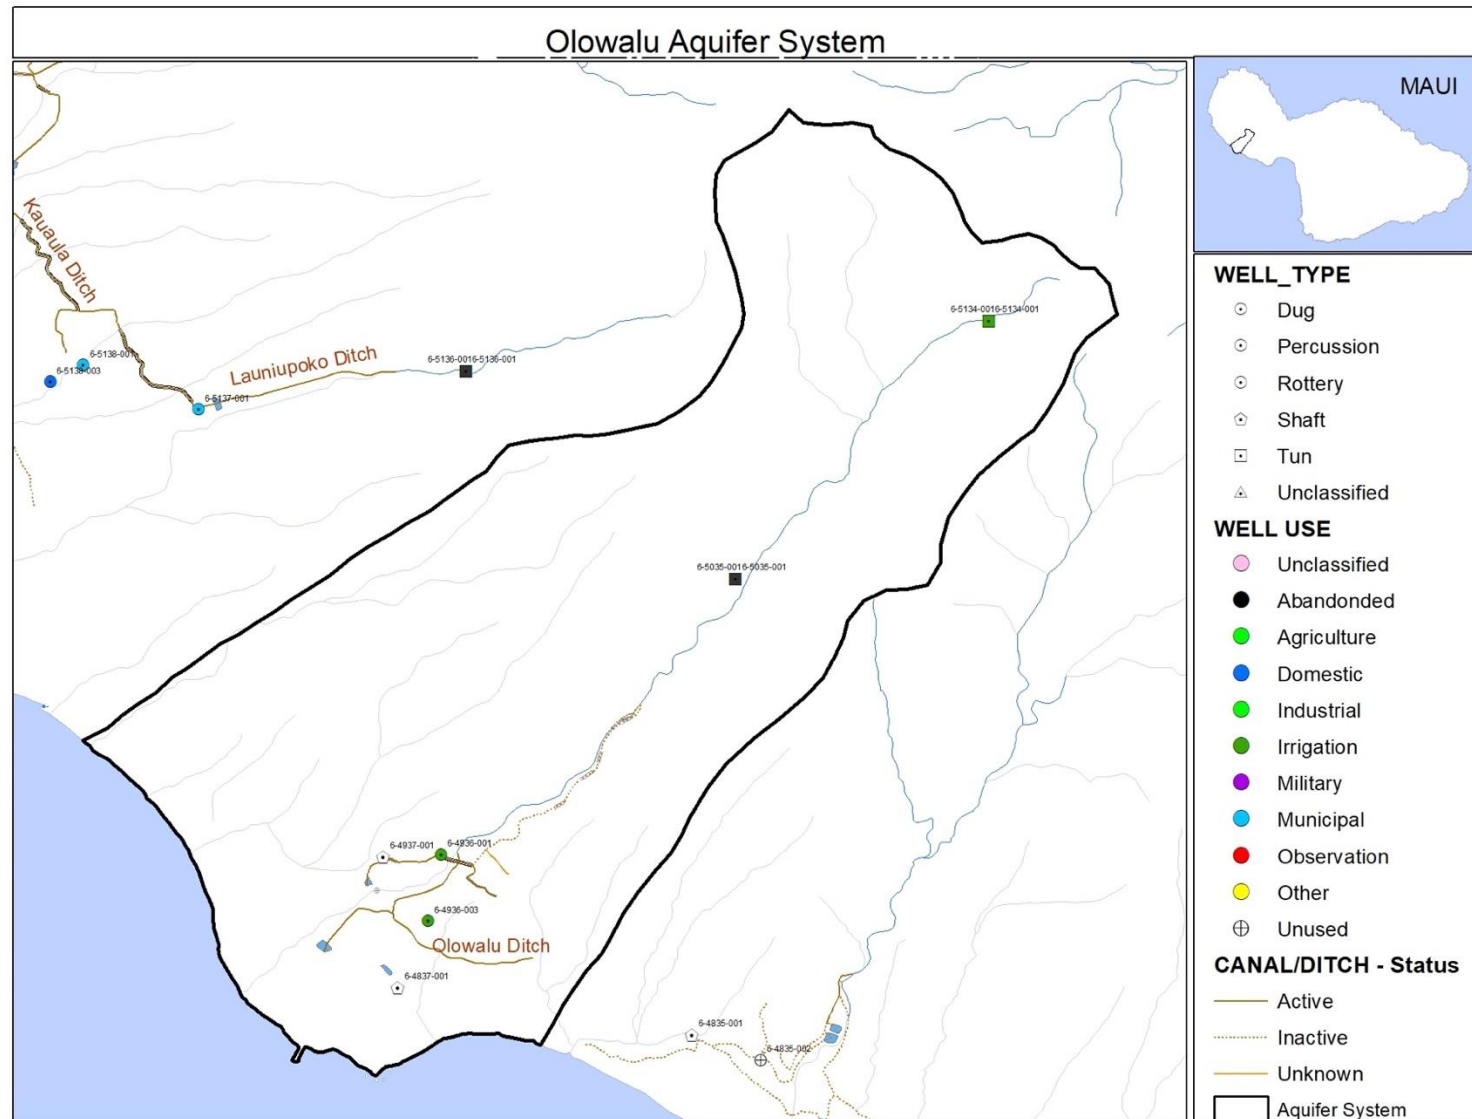 Olowalu Aquifer System
MAUI
Kauaula Ditch
6-5138-001
6-5138-003
6-5137-001
Launiupoko Ditch
6-5136-0016-5136-001
6-5134-0016-5134-001
6-5035-0016-5035-001
6-4937-001
6-4936-001
6-4936-003
Olowalu Ditch
6-4837-001
6-4835-001
6-4835-002
WELL_TYPE
Dug
Percussion
Rottery
Shaft
Tun
Unclassified
WELL USE
Unclassified
Abandonded
Agriculture
Domestic
Industrial
Irrigation
Military
Municipal
Observation
Other
Unused
CANAL/DITCH - Status
Active
Inactive
Unknown
Aquifer System